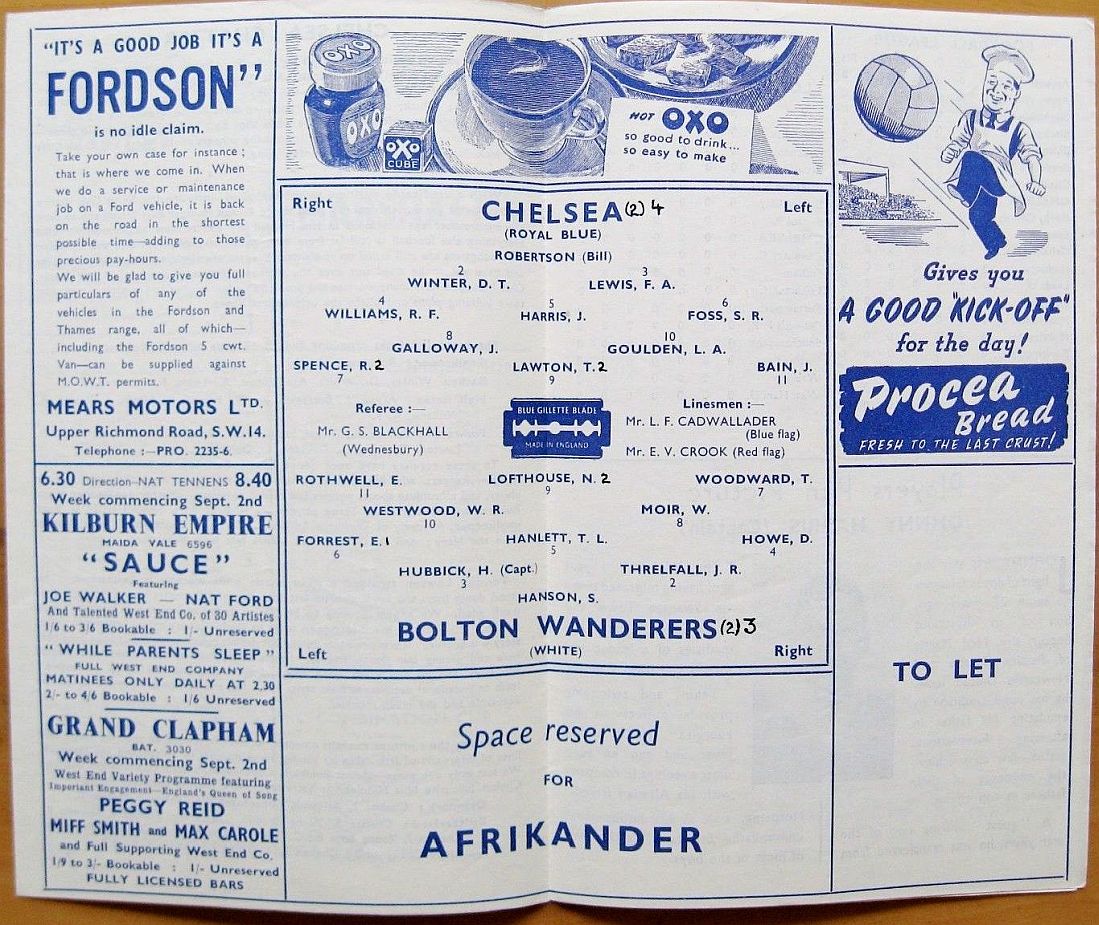 "IT'S A GOOD JOB IT'S A
FORDSON"
is no idle claim.
Take your own case for instance ;
that is where we come in. When
we do a service or maintenance
job on a Ford vehicle, it is back
on the road in the shortest
possible time—adding to those
precious pay-hours.
We will be glad to give you full
particulars of any of the
vehicles in the Fordson and
Thames range, all of which—
including the Fordson 5 cwt.
Van—can be supplied against
M.O.W.T. permits.
MEARS MOTORS LTD.
Upper Richmond Road, S.W.14.
Telephone :—PRO. 2235-6.
6.30 Direction—NAT TENNENS 8.40
Week commencing Sept. 2nd
KILBURN EMPIRE
MAIDA VALE 6596
"SAUCE"
Featuring
JOE WALKER — NAT FORD
And Talented West End Co. of 30 Artistes
1/6 to 3/6 Bookable : 1/- Unreserved
"WHILE PARENTS SLEEP"
FULL WEST END COMPANY
MATINEES ONLY DAILY AT 2.30
2/- to 4/6 Bookable : 1/6 Unreserved
GRAND CLAPHAM
BAT. 3030
Week commencing Sept. 2nd
West End Variety Programme featuring
Important Engagement—England's Queen of Song
PEGGY REID
MIFF SMITH and MAX CAROLE
and Full Supporting West End Co.
1/9 to 3/- Bookable : 1/- Unreserved
FULLY LICENSED BARS
OXO
OXO
OXO
CUBE
HOT OXO
so good to drink...
so easy to make
Right CHELSEA (2) 4 Left
(ROYAL BLUE)
ROBERTSON (Bill)
2 3
WINTER, D. T. LEWIS, F. A.
4 5 6
WILLIAMS, R. F. HARRIS, J. FOSS, S. R.
8 10
GALLOWAY, J. GOULDEN, L. A.
SPENCE, R. 2 LAWTON, T. 2 BAIN, J.
7 9 11
Referee :— Linesmen :—
Mr. G. S. BLACKHALL
(Wednesbury)
BLUE GILLETTE BLADE
MADE IN ENGLAND
Mr. L. F. CADWALLADER
(Blue flag)
Mr. E. V. CROOK (Red flag)
ROTHWELL, E. LOFTHOUSE, N. 2 WOODWARD, T.
11 9 7
WESTWOOD, W. R. MOIR, W.
10 8
FORREST, E. 1 HANLETT, T. L. HOWE, D.
6 5 4
HUBBICK, H. (Capt.) THRELFALL, J. R.
3 2
HANSON, S.
BOLTON WANDERERS (2) 3
Left (WHITE) Right
Space reserved
FOR
AFRIKANDER
Gives you
A GOOD "KICK-OFF"
for the day!
Procea
Bread
FRESH TO THE LAST CRUST!
TO LET